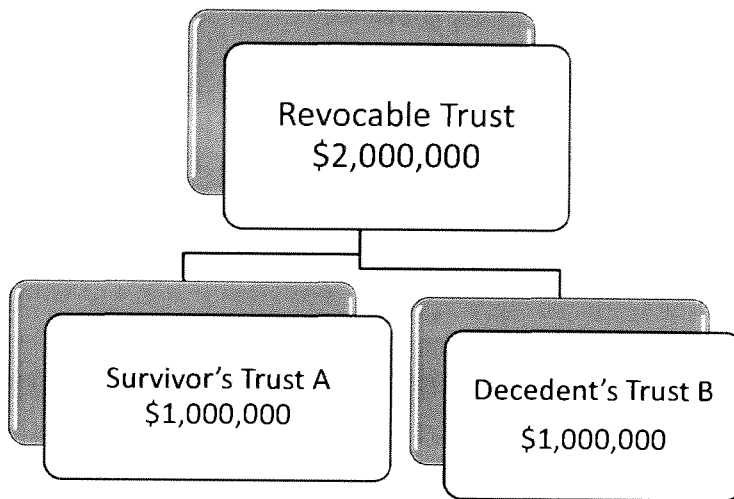 Revocable Trust
$2,000,000
Survivor's Trust A
$1,000,000
Decedent's Trust B
$1,000,000